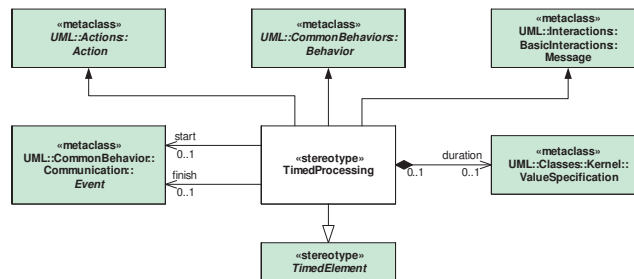 «metaclass»
UML::Actions::
Action
«metaclass»
UML::CommonBehaviors::
Behavior
«metaclass»
UML::Interactions:
BasicInteractions:
Message
«metaclass»
UML::CommonBehavior::
Communication::
Event
start
0..1
finish
0..1
«stereotype»
TimedProcessing
duration
0..1
0..1
«metaclass»
UML::Classes::Kernel::
ValueSpecification
«stereotype»
TimedElement